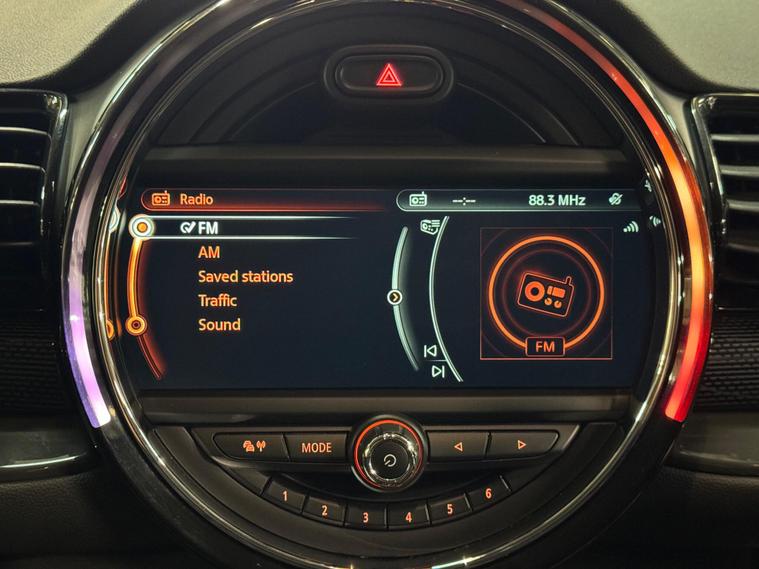 Radio
--:-- 88.3 MHz
FM
AM
Saved stations
Traffic
Sound
FM
MODE
1 2 3 4 5 6